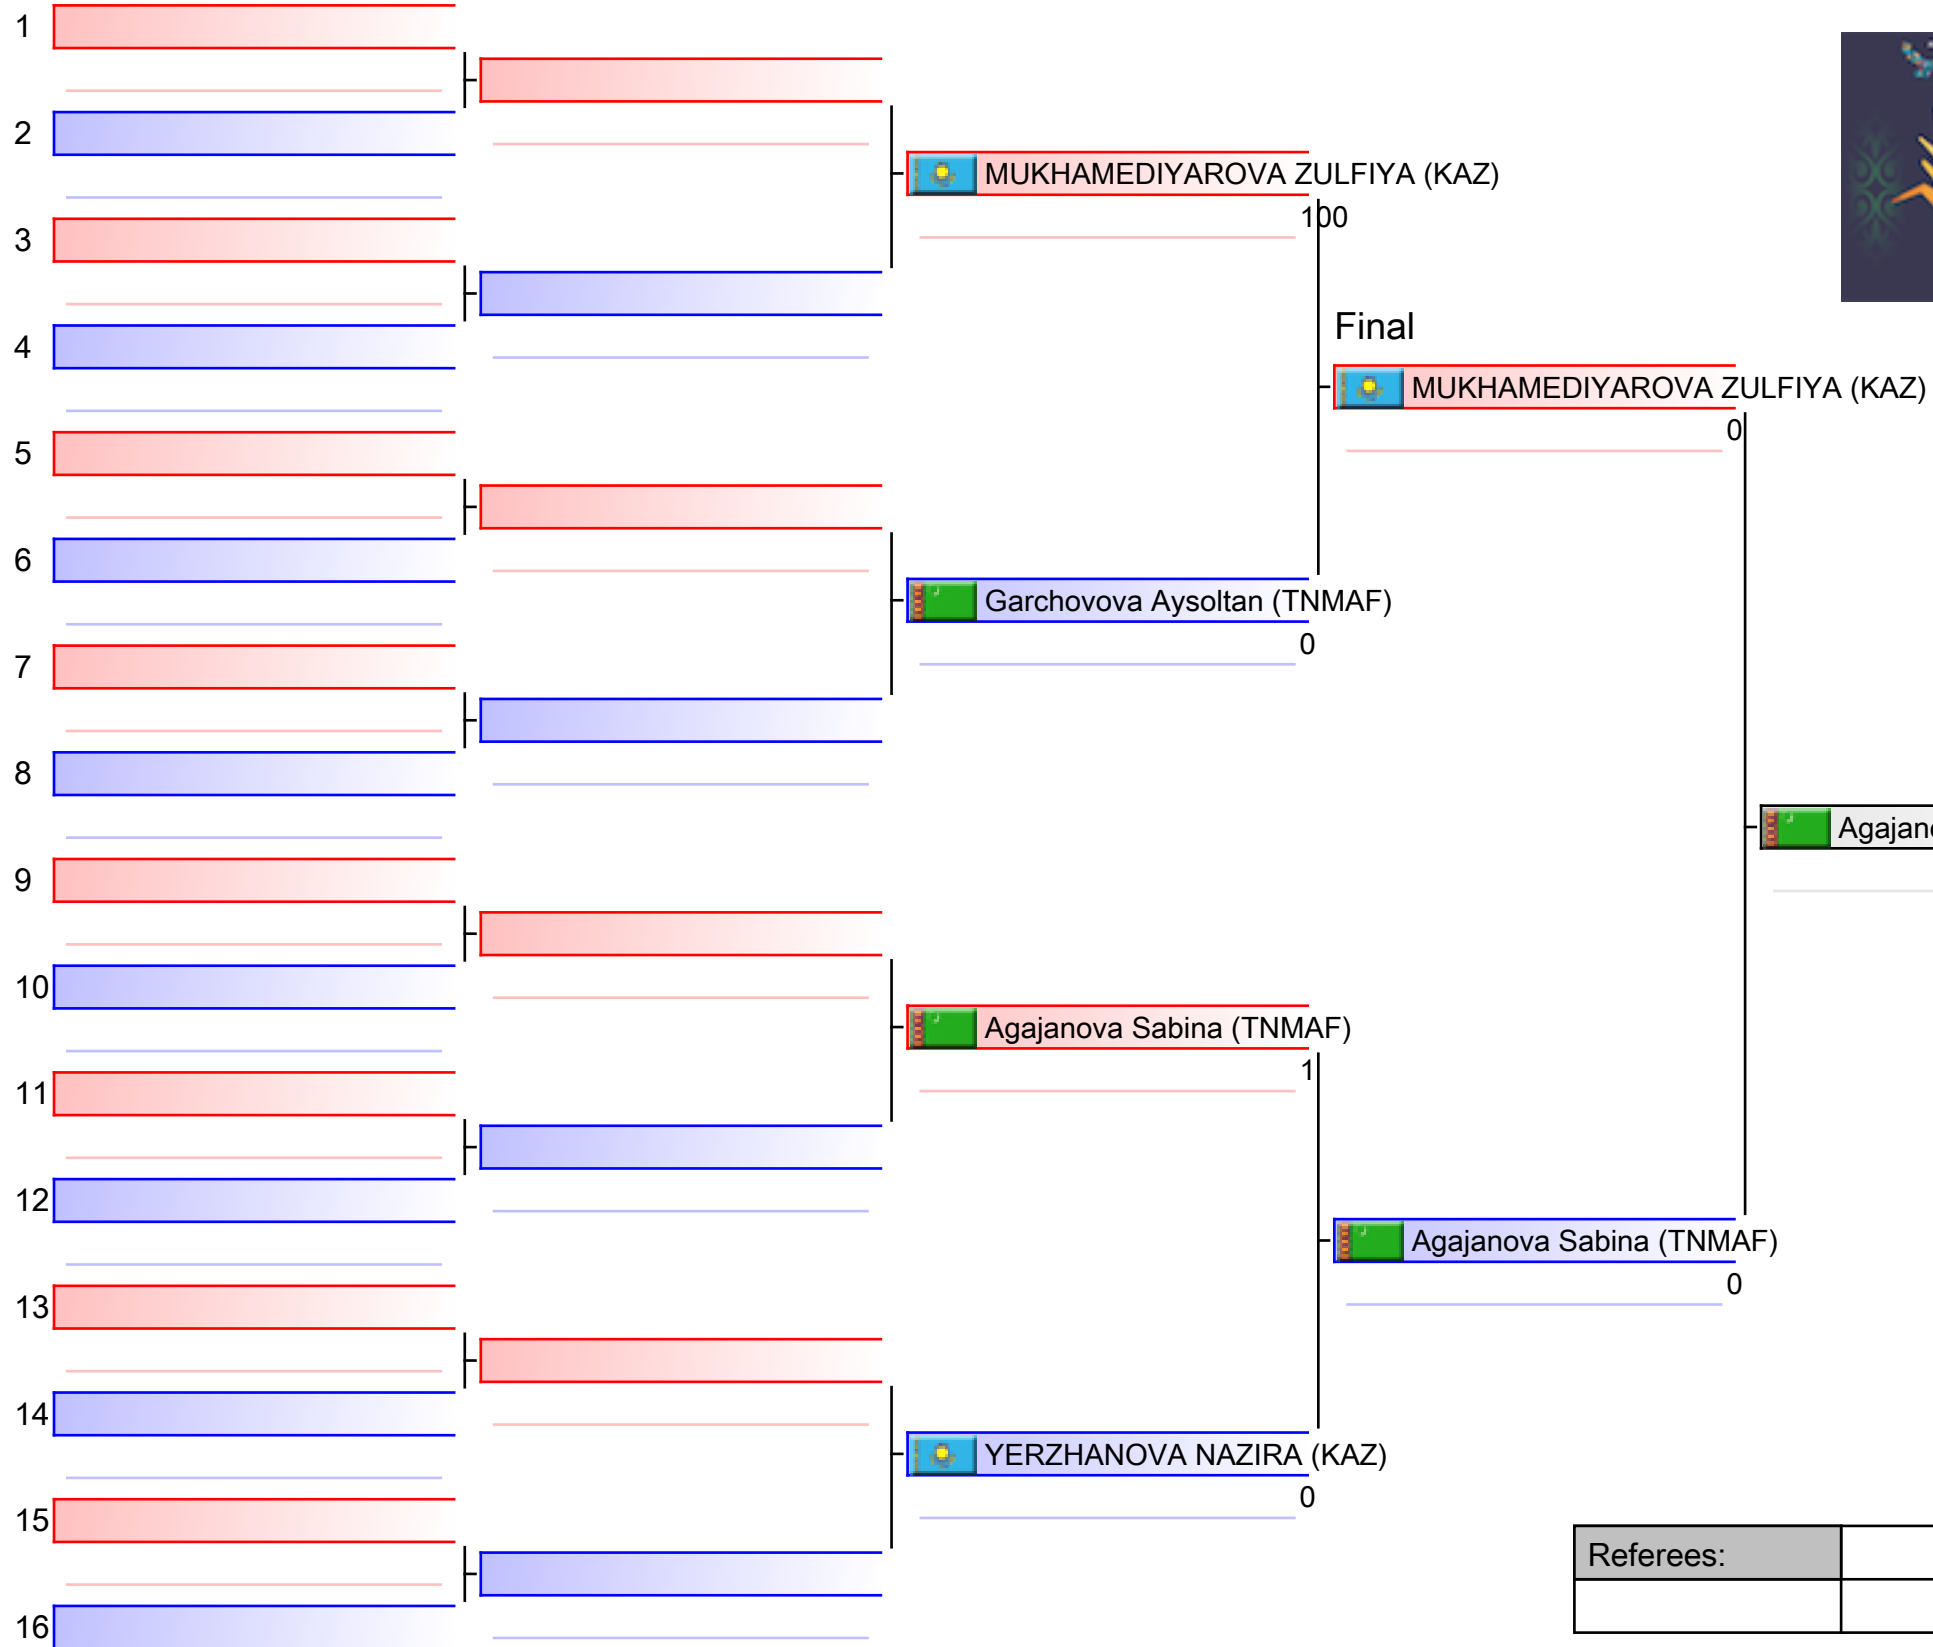 1
2
MUKHAMEDIYAROVA ZULFIYA (KAZ)
100
3
Final
4
MUKHAMEDIYAROVA ZULFIYA (KAZ)
0
5
6
Garchovova Aysoltan (TNMAF)
0
7
8
Agajan
9
10
Agajanova Sabina (TNMAF)
1
11
12
Agajanova Sabina (TNMAF)
0
13
14
YERZHANOVA NAZIRA (KAZ)
0
15
Referees:
16